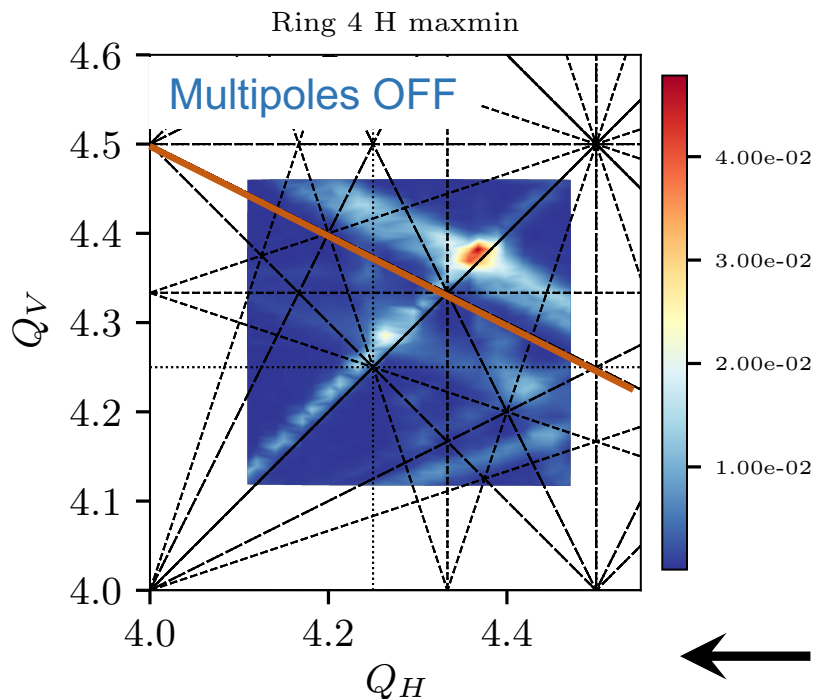 Ring 4 H maxmin
Multipoles OFF
4.6
4.5
4.4
4.3
4.2
4.1
4.0
Q_V
4.0 4.2 4.4
Q_H
4.00e-02
3.00e-02
2.00e-02
1.00e-02